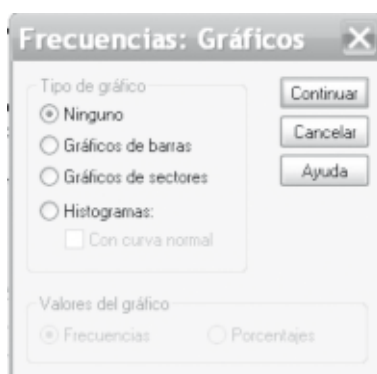 Frecuencias: Gráficos
Tipo de gráfico
Ninguno
Gráficos de barras
Gráficos de sectores
Histogramas:
Con curva normal
Continuar
Cancelar
Ayuda
Valores del gráfico
Frecuencias Porcentajes